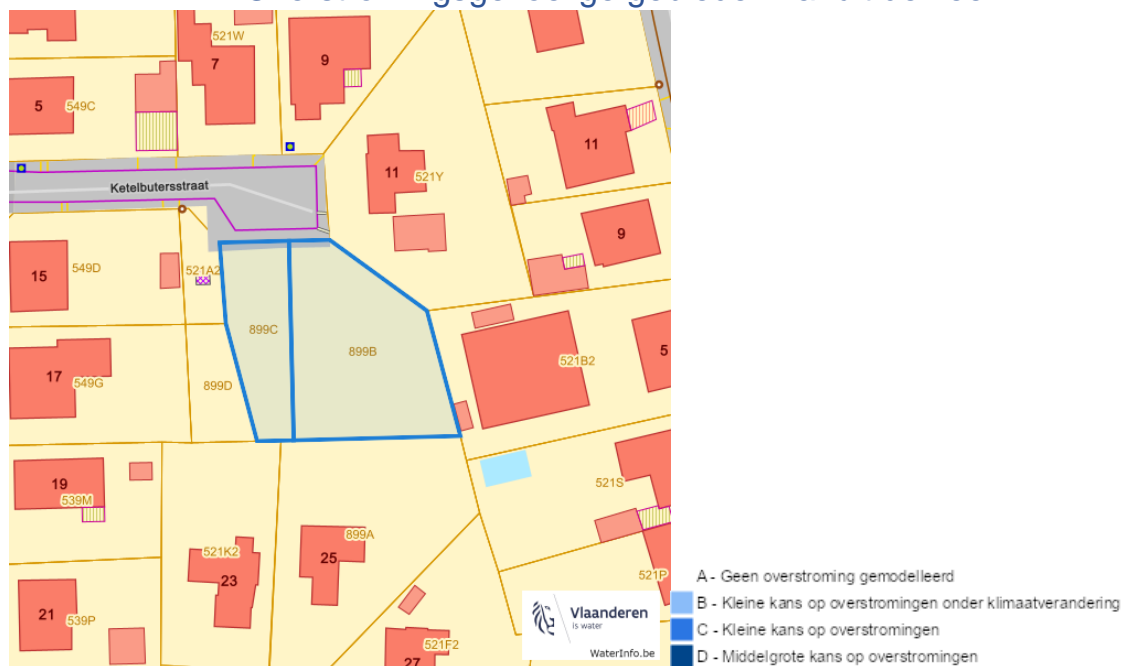 521W
7
9
5
549C
11
11
521Y
Ketelbutersstraat
9
15
549D
521A2
899C
899B
521B2
5
17
549G
899D
19
539M
521S
899A
521K2
25
23
521P
21
539P
521F2
27
Vlaanderen
is water
WaterInfo.be
A - Geen overstroming gemodelleerd
B - Kleine kans op overstromingen onder klimaatverandering
C - Kleine kans op overstromingen
D - Middelgrote kans op overstromingen